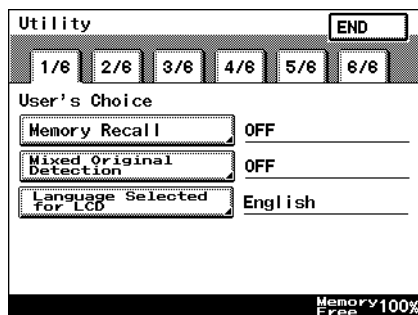 Utility
END
1/6 2/6 3/6 4/6 5/6 6/6
User's Choice
Memory Recall OFF
Mixed Original
Detection OFF
Language Selected
for LCD English
Memory
Free 100%